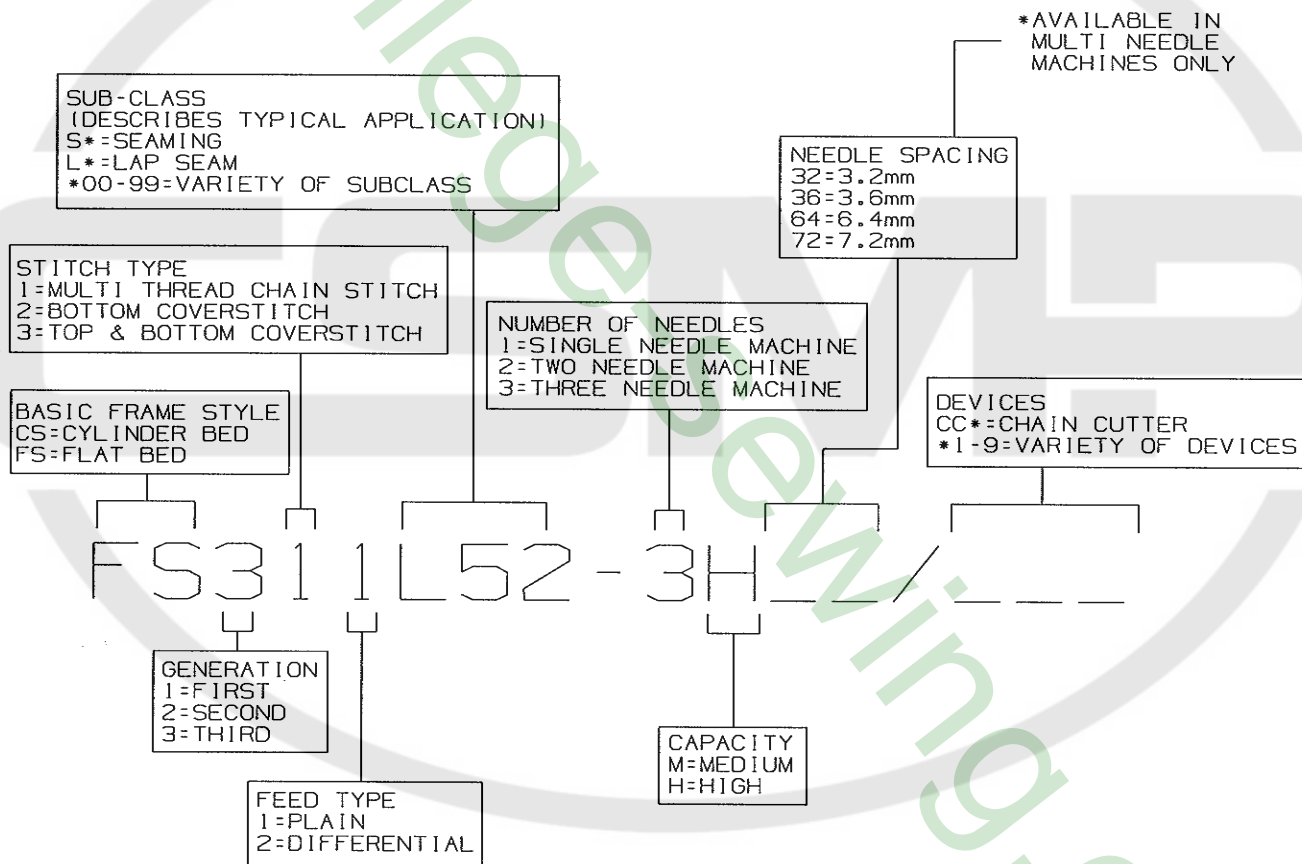 *AVAILABLE IN
MULTI NEEDLE
MACHINES ONLY
SUB-CLASS
(DESCRIBES TYPICAL APPLICATION)
S*=SEAMING
L*=LAP SEAM
*00-99=VARIETY OF SUBCLASS
NEEDLE SPACING
32=3.2mm
36=3.6mm
64=6.4mm
72=7.2mm
STITCH TYPE
1=MULTI THREAD CHAIN STITCH
2=BOTTOM COVERSTITCH
3=TOP & BOTTOM COVERSTITCH
NUMBER OF NEEDLES
1=SINGLE NEEDLE MACHINE
2=TWO NEEDLE MACHINE
3=THREE NEEDLE MACHINE
BASIC FRAME STYLE
CS=CYLINDER BED
FS=FLAT BED
DEVICES
CC*=CHAIN CUTTER
*1-9=VARIETY OF DEVICES
FS311L52-3H__/___
GENERATION
1=FIRST
2=SECOND
3=THIRD
CAPACITY
M=MEDIUM
H=HIGH
FEED TYPE
1=PLAIN
2=DIFFERENTIAL
lege-sewing.c